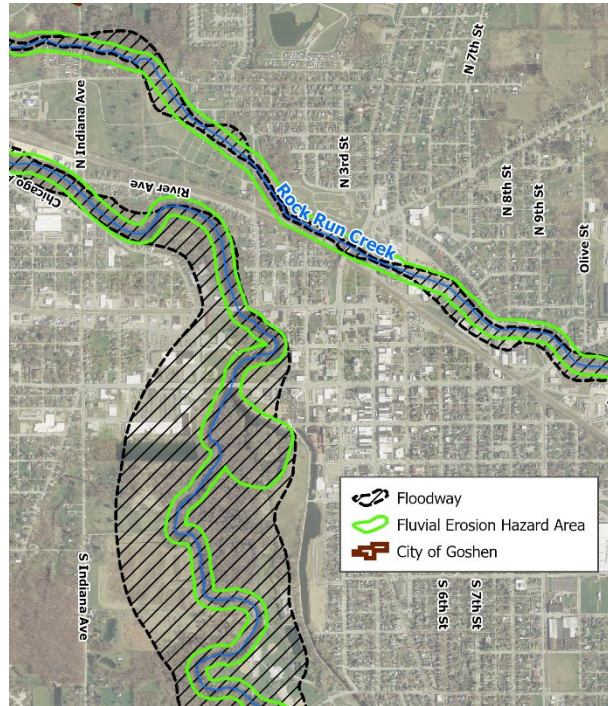 N 7th St
N Indiana Ave
N 3rd St
River Ave
N 8th St
N 9th St
Rock Run Creek
Olive St
Floodway
Fluvial Erosion Hazard Area
City of Goshen
S Indiana Ave
S 6th St
S 7th St
Chicago